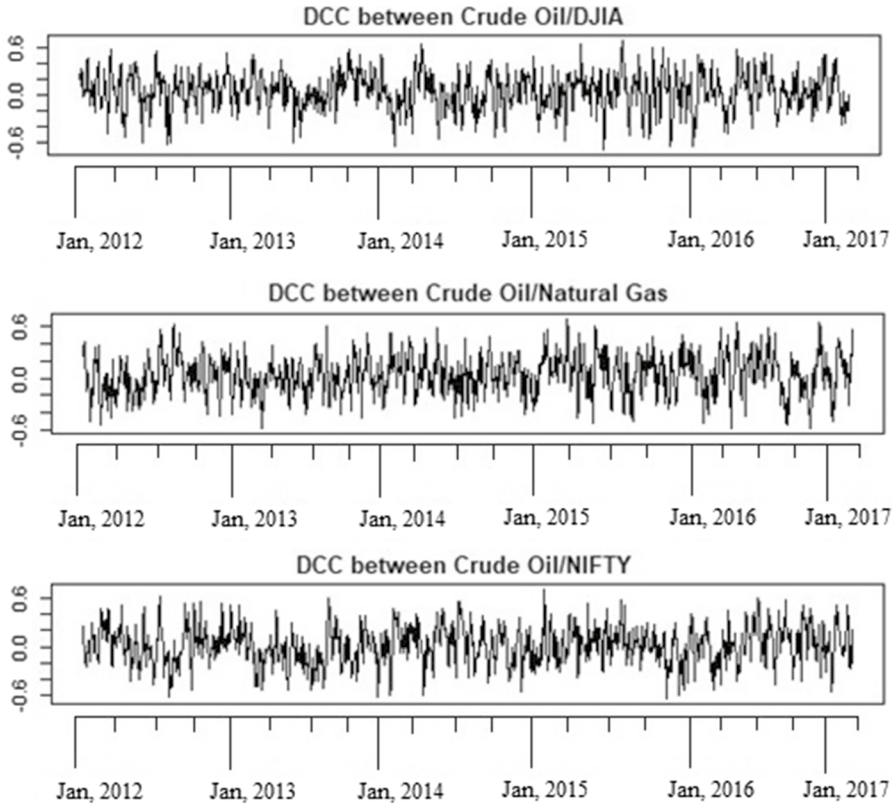 DCC between Crude Oil/DJIA
0.6
0.0
-0.6
Jan, 2012 Jan, 2013 Jan, 2014 Jan, 2015 Jan, 2016 Jan, 2017
DCC between Crude Oil/Natural Gas
0.6
0.0
-0.6
Jan, 2012 Jan, 2013 Jan, 2014 Jan, 2015 Jan, 2016 Jan, 2017
DCC between Crude Oil/NIFTY
0.6
0.0
-0.6
Jan, 2012 Jan, 2013 Jan, 2014 Jan, 2015 Jan, 2016 Jan, 2017